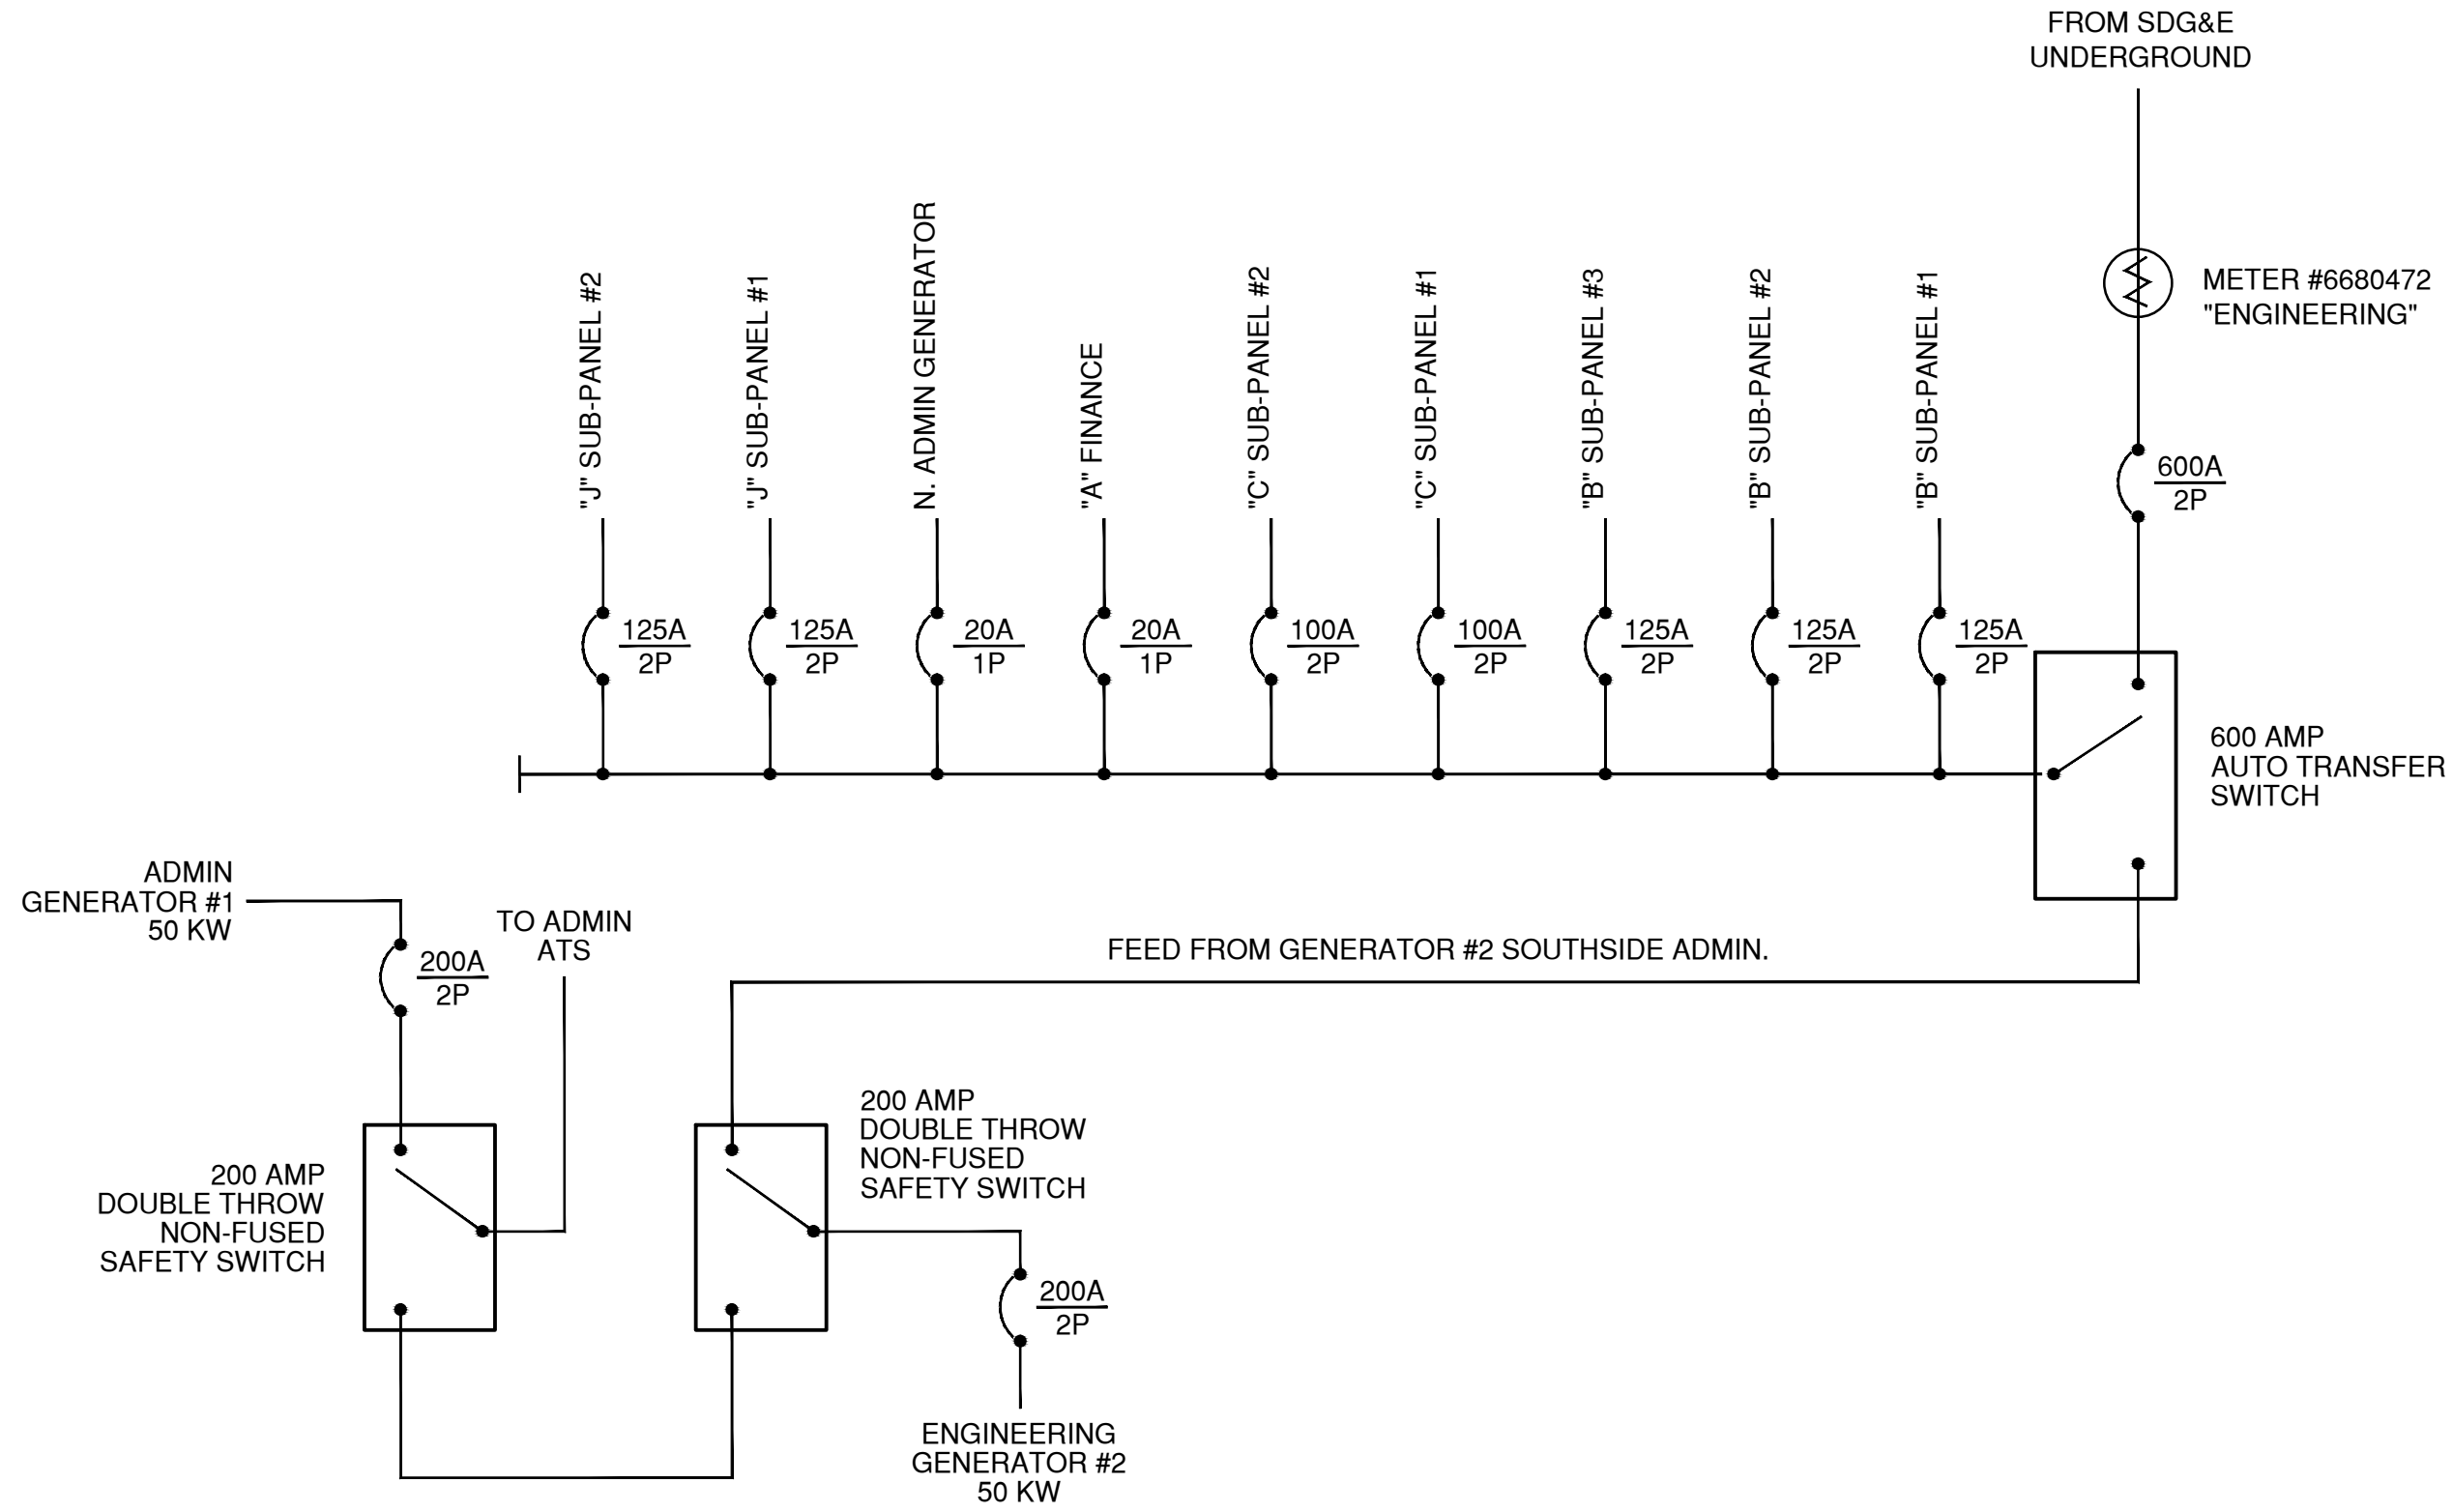 FROM SDG&E
UNDERGROUND
METER #6680472
"ENGINEERING"
600A
2P
"J" SUB-PANEL #2
"J" SUB-PANEL #1
N. ADMIN GENERATOR
"A" FINANCE
"C" SUB-PANEL #2
"C" SUB-PANEL #1
"B" SUB-PANEL #3
"B" SUB-PANEL #2
"B" SUB-PANEL #1
125A
2P
125A
2P
20A
1P
20A
1P
100A
2P
100A
2P
125A
2P
125A
2P
125A
2P
600 AMP
AUTO TRANSFER
SWITCH
ADMIN
GENERATOR #1
50 KW
200A
2P
TO ADMIN
ATS
FEED FROM GENERATOR #2 SOUTHSIDE ADMIN.
200 AMP
DOUBLE THROW
NON-FUSED
SAFETY SWITCH
200 AMP
DOUBLE THROW
NON-FUSED
SAFETY SWITCH
200A
2P
ENGINEERING
GENERATOR #2
50 KW